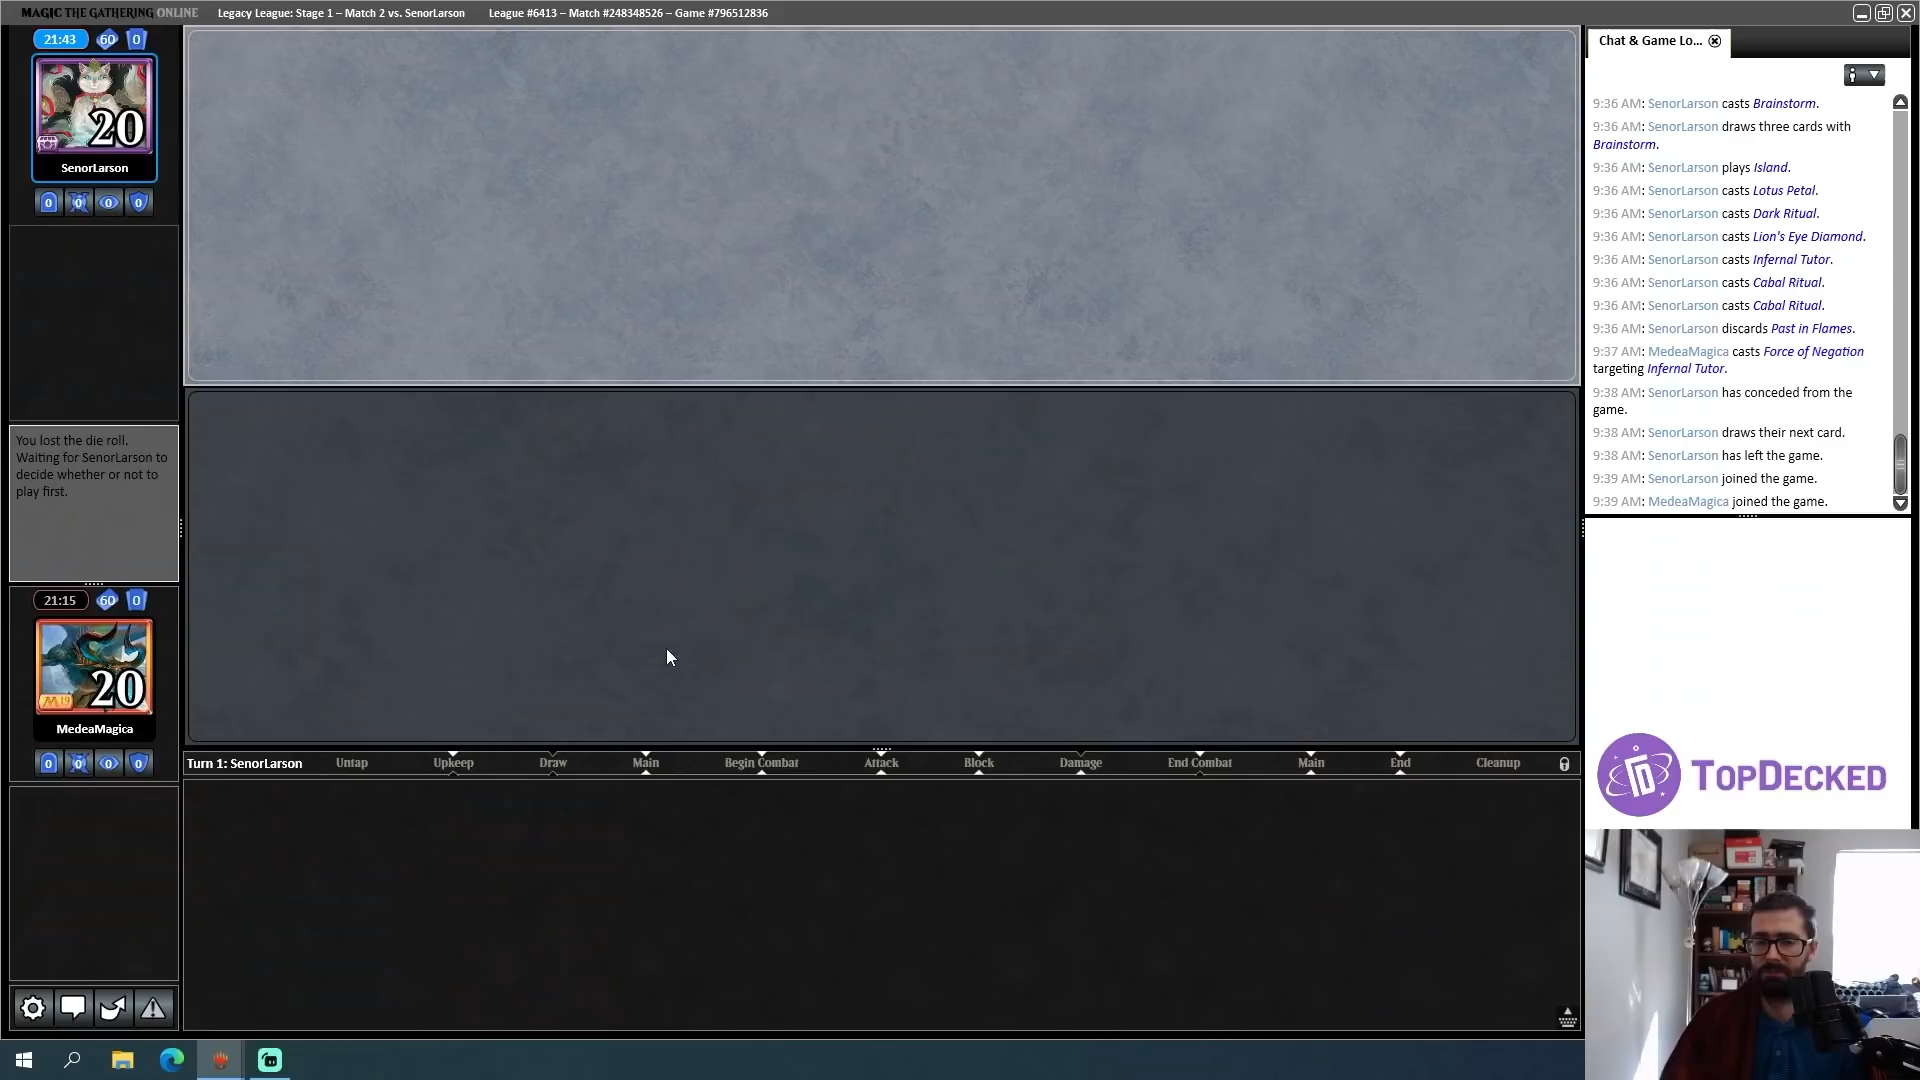 MAGIC THE GATHERING ONLINE
Legacy League: Stage 1 – Match 2 vs. SenorLarson
League #6413 – Match #248348526 – Game #796512836
21:43
60
0
20
SenorLarson
0
0
0
0
You lost the die roll.
Waiting for SenorLarson to
decide whether or not to
play first.
21:15
60
0
M19
20
MedeaMagica
0
0
0
0
Turn 1: SenorLarson
Untap
Upkeep
Draw
Main
Begin Combat
Attack
Block
Damage
End Combat
Main
End
Cleanup
Chat & Game Lo...
9:36 AM: SenorLarson casts Brainstorm.
9:36 AM: SenorLarson draws three cards with
Brainstorm.
9:36 AM: SenorLarson plays Island.
9:36 AM: SenorLarson casts Lotus Petal.
9:36 AM: SenorLarson casts Dark Ritual.
9:36 AM: SenorLarson casts Lion's Eye Diamond.
9:36 AM: SenorLarson casts Infernal Tutor.
9:36 AM: SenorLarson casts Cabal Ritual.
9:36 AM: SenorLarson casts Cabal Ritual.
9:36 AM: SenorLarson discards Past in Flames.
9:37 AM: MedeaMagica casts Force of Negation
targeting Infernal Tutor.
9:38 AM: SenorLarson has conceded from the
game.
9:38 AM: SenorLarson draws their next card.
9:38 AM: SenorLarson has left the game.
9:39 AM: SenorLarson joined the game.
9:39 AM: MedeaMagica joined the game.
TOPDECKED